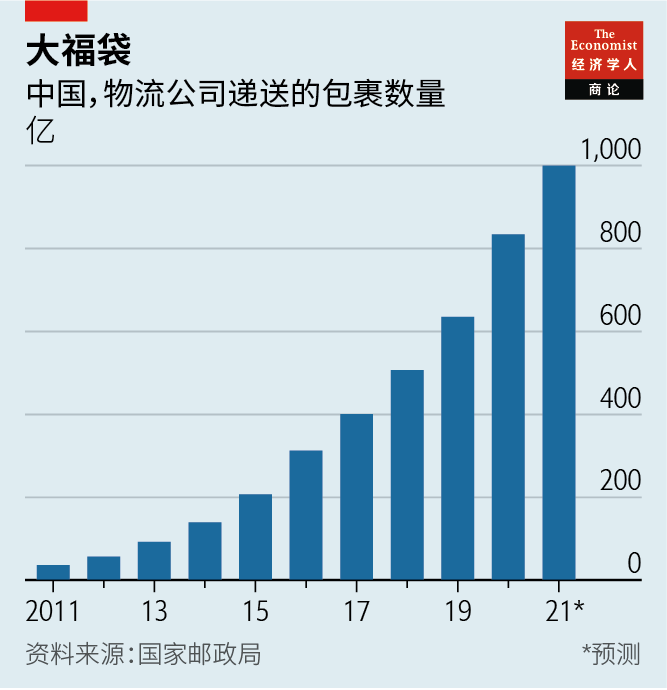 大福袋
The
Economist
经济学人
商论
中国，物流公司递送的包裹数量
亿
1,000
800
600
400
200
0
2011 13 15 17 19 21*
资料来源：国家邮政局 *预测